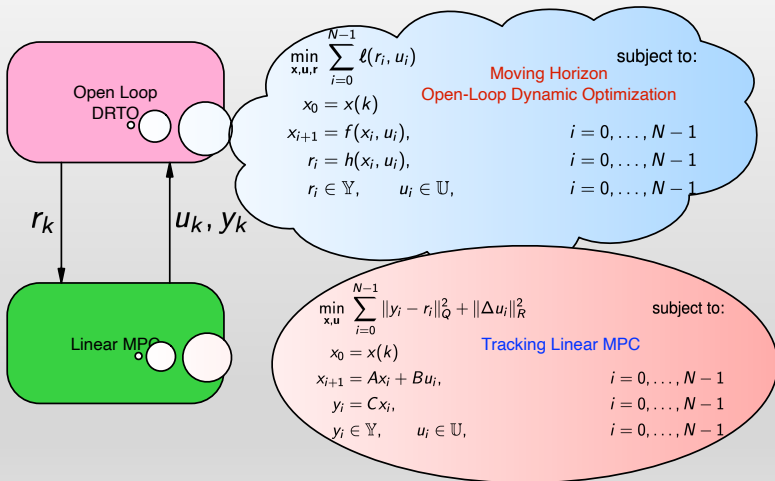 Open Loop
DRTO
r_k
u_k, y_k
Linear MPC
min_{x,u,r} \sum_{i=0}^{N-1} ℓ(r_i, u_i) subject to:
Moving Horizon
Open-Loop Dynamic Optimization
x_0 = x(k)
x_{i+1} = f(x_i, u_i), i = 0, . . . , N − 1
r_i = h(x_i, u_i), i = 0, . . . , N − 1
r_i ∈ 𝕐, u_i ∈ 𝕌, i = 0, . . . , N − 1
min_{x,u} \sum_{i=0}^{N-1} ‖y_i − r_i‖_Q^2 + ‖Δu_i‖_R^2 subject to:
x_0 = x(k)
Tracking Linear MPC
x_{i+1} = Ax_i + Bu_i, i = 0, . . . , N − 1
y_i = Cx_i, i = 0, . . . , N − 1
y_i ∈ 𝕐, u_i ∈ 𝕌, i = 0, . . . , N − 1